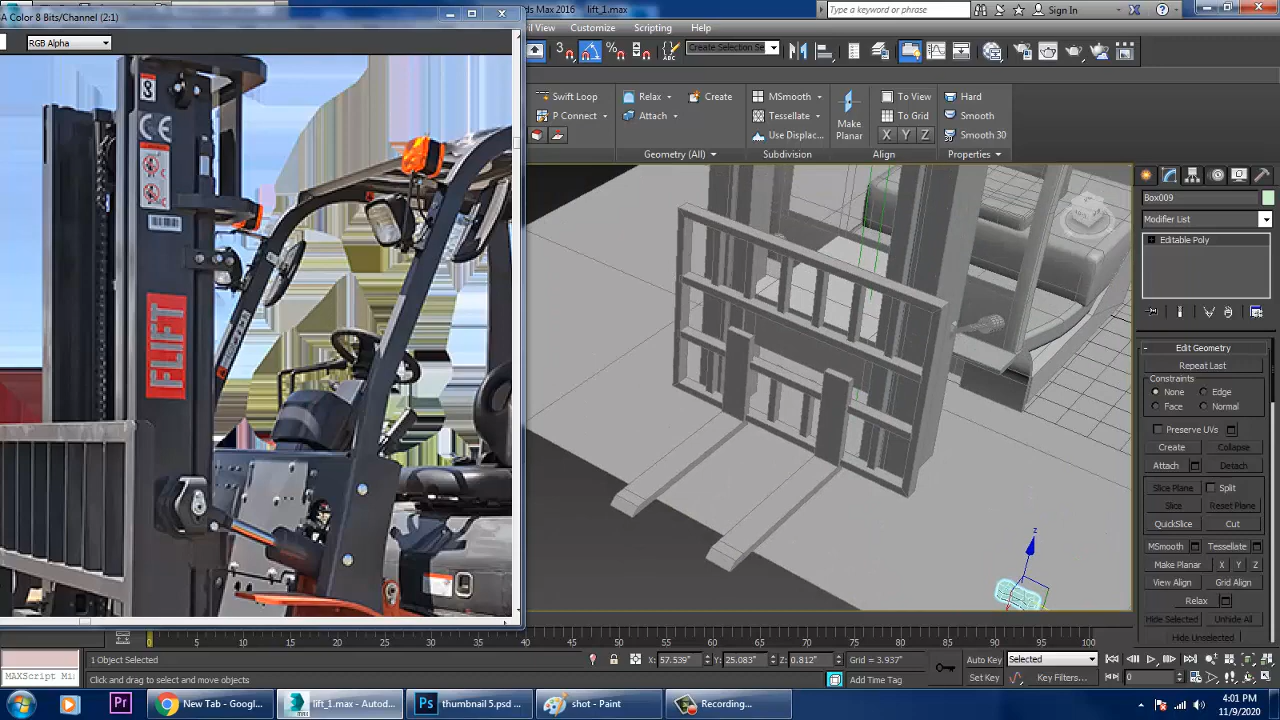 A Color 8 Bits/Channel (2:1)
RGB Alpha
CE
FLIFT
ds Max 2016 lift_1.max
Type a keyword or phrase
Sign In
Customize Scripting Help
Create Selection Se
Swift Loop
P Connect
Relax
Create
Attach
Geometry (All)
MSmooth
Tessellate
Use Displac...
Subdivision
Make
Planar
To View
To Grid
X Y Z
Align
Hard
Smooth
Smooth 30
Properties
Box009
Modifier List
Editable Poly
Edit Geometry
Repeat Last
Constraints
None Edge
Face Normal
Preserve UVs
Create Collapse
Attach Detach
Slice Plane Split
Slice Reset Plane
QuickSlice Cut
MSmooth Tessellate
Make Planar X Y Z
View Align Grid Align
Relax
Hide Selected Unhide All
Hide Unselected
z
0 5 10 15 20 25 30 35 40 45 50 55 60 65 70 75 80 85 90 95 100
1 Object Selected
X: 57.539" Y: 25.083" Z: 0.812" Grid = 3.937"
Auto Key Selected
MAXScript Mi
Click and drag to select and move objects
Add Time Tag
Set Key Key Filters...
0
New Tab - Googl...
lift_1.max - Autod...
thumbnail 5.psd ...
shot - Paint
Recording...
4:01 PM
11/9/2020